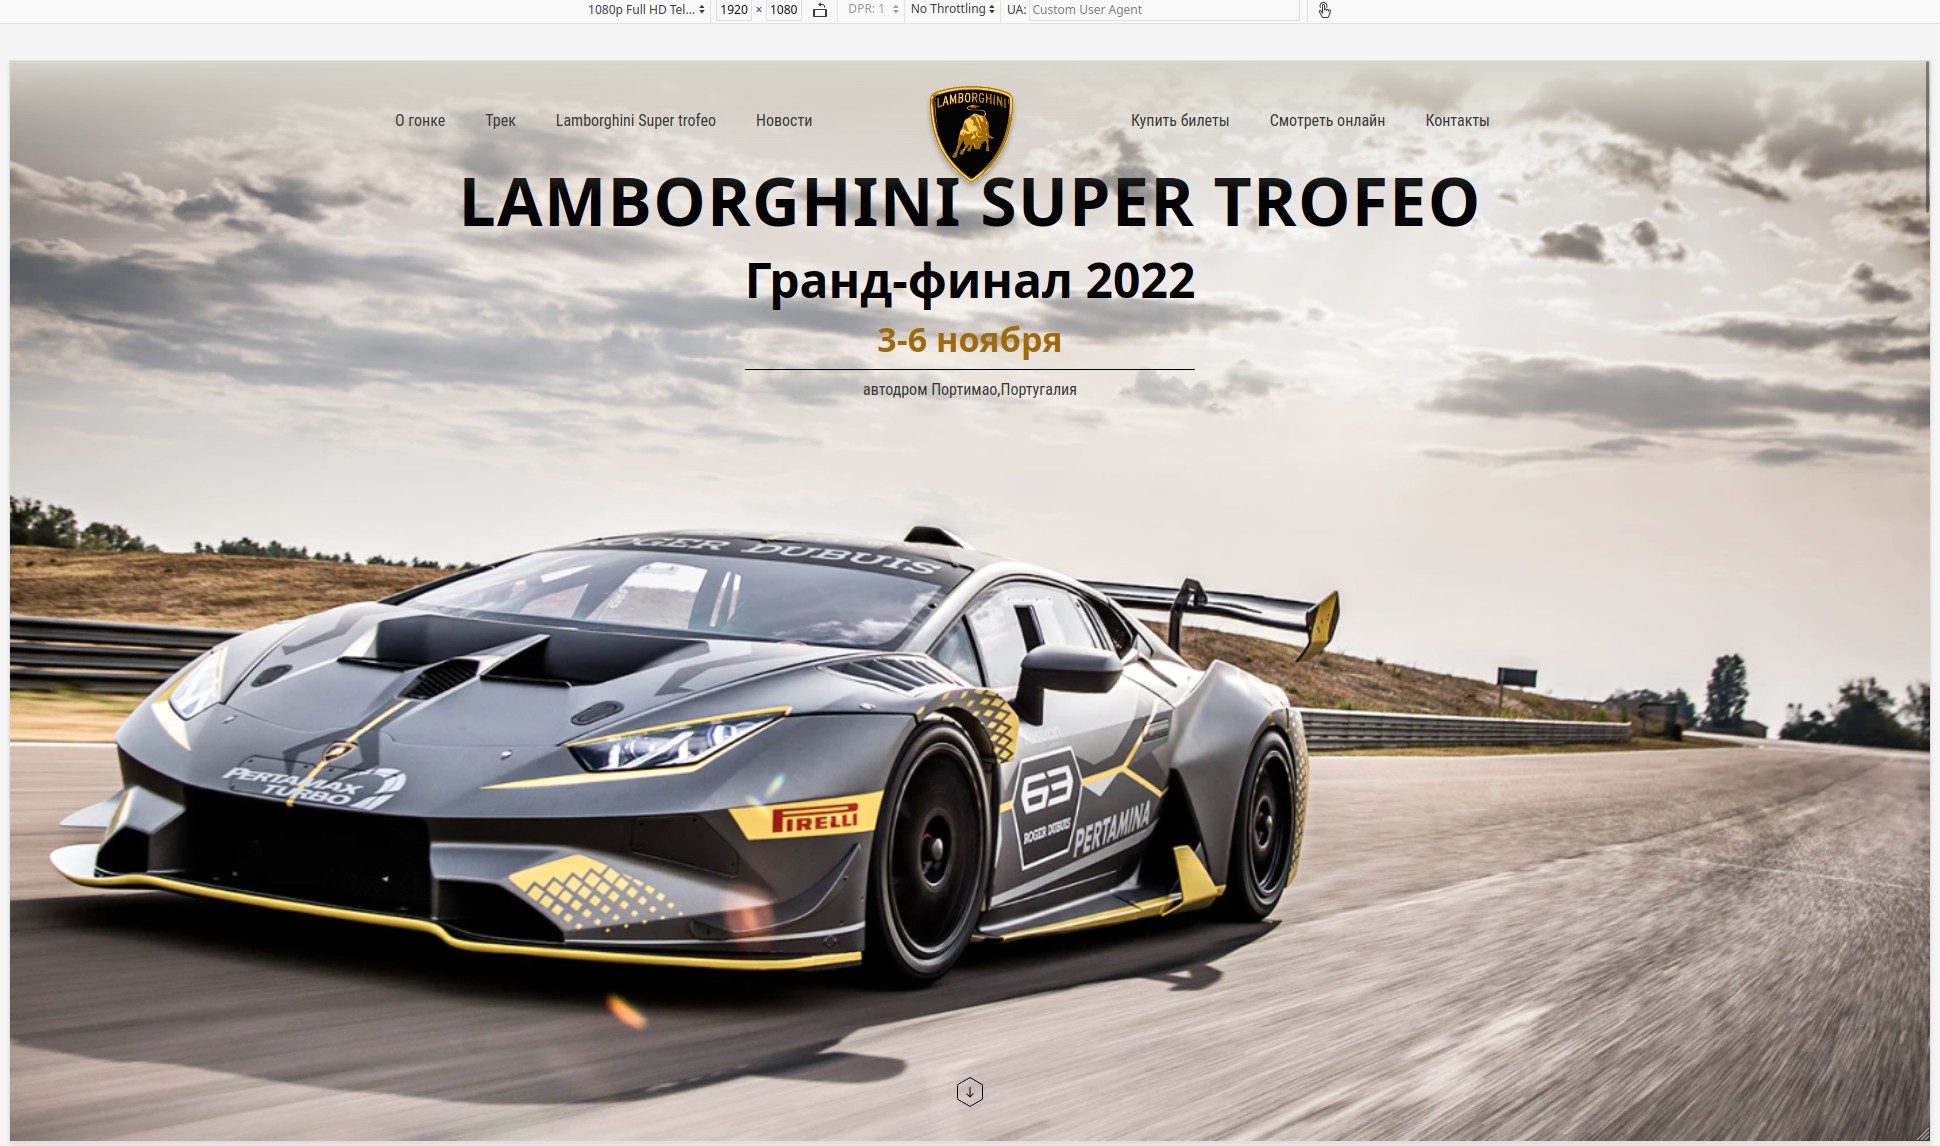 1080p Full HD Tel... 1920 × 1080 DPR: 1 No Throttling UA: Custom User Agent
О гонке Трек Lamborghini Super trofeo Новости LAMBORGHINI Купить билеты Смотреть онлайн Контакты
LAMBORGHINI SUPER TROFEO
Гранд-финал 2022
3-6 ноября
автодром Портимао,Португалия
ROGER DUBUIS
PERTAMAX
TURBO
PIRELLI
63
ROGER DUBUIS
PERTAMINA